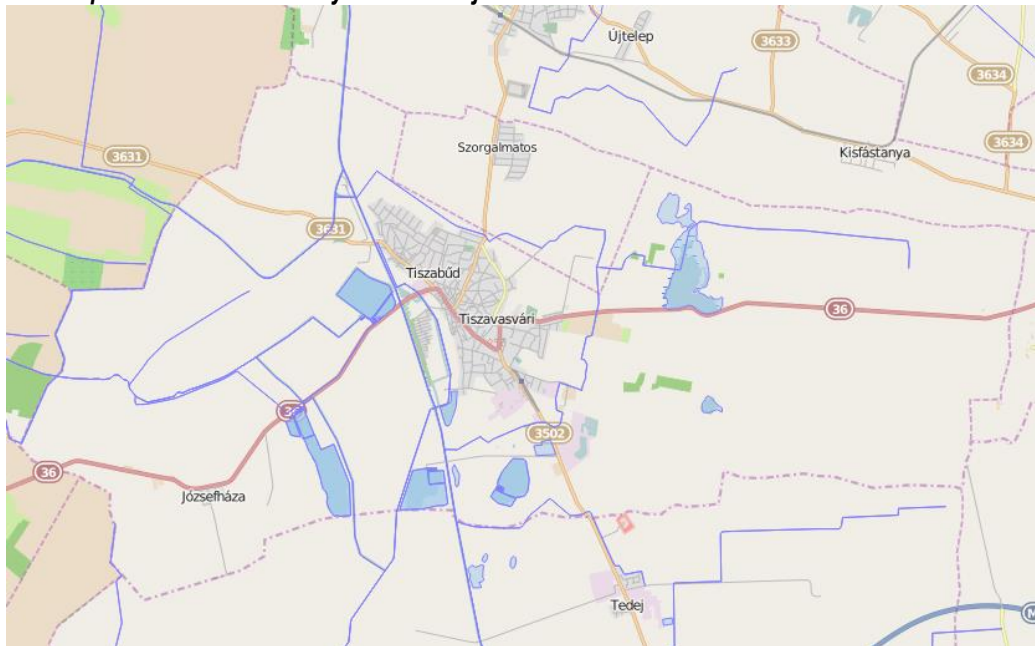 Újtelep
3633
3634
Szorgalmatos
3631
Kisfástanya
3634
3631
Tiszabűd
36
Tiszavasvári
36
3502
36
Józsefháza
Tedej
M